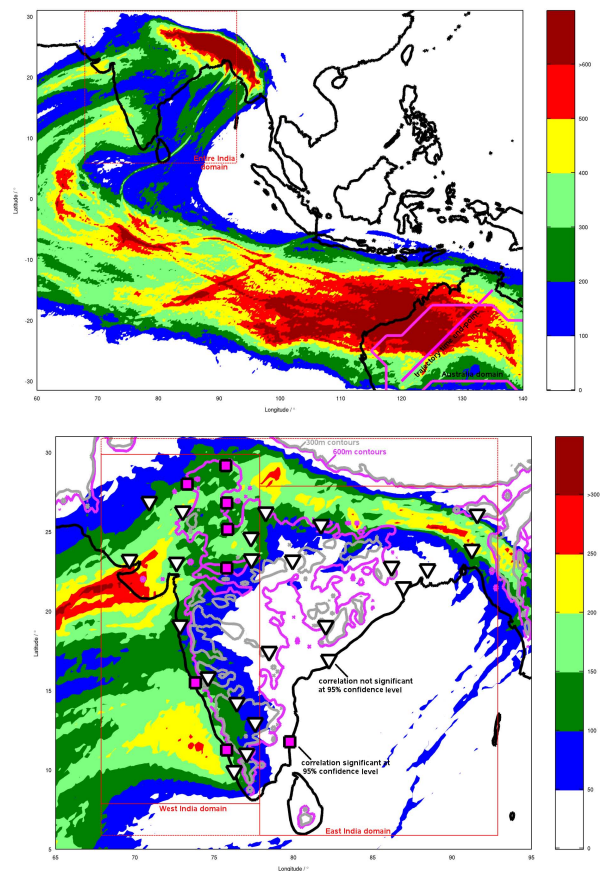 30
20
10
0
-10
-20
-30
Latitude / °
60
70
80
90
100
110
120
130
140
Longitude / °
Entire India
domain
trajectory
Australia domain
>600
500
400
300
200
100
0
300m contours
600m contours
30
25
20
15
10
5
Latitude / °
correlation not significant
at 95% confidence level
correlation significant at
95% confidence level
West India domain
East India domain
65
70
75
80
85
90
95
Longitude / °
>300
250
200
150
100
50
0